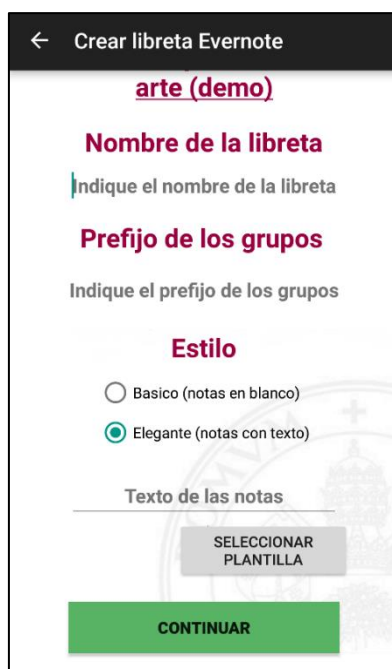 Crear libreta Evernote
arte (demo)
Nombre de la libreta
Indique el nombre de la libreta
Prefijo de los grupos
Indique el prefijo de los grupos
Estilo
Basico (notas en blanco)
Elegante (notas con texto)
Texto de las notas
SELECCIONAR
PLANTILLA
CONTINUAR